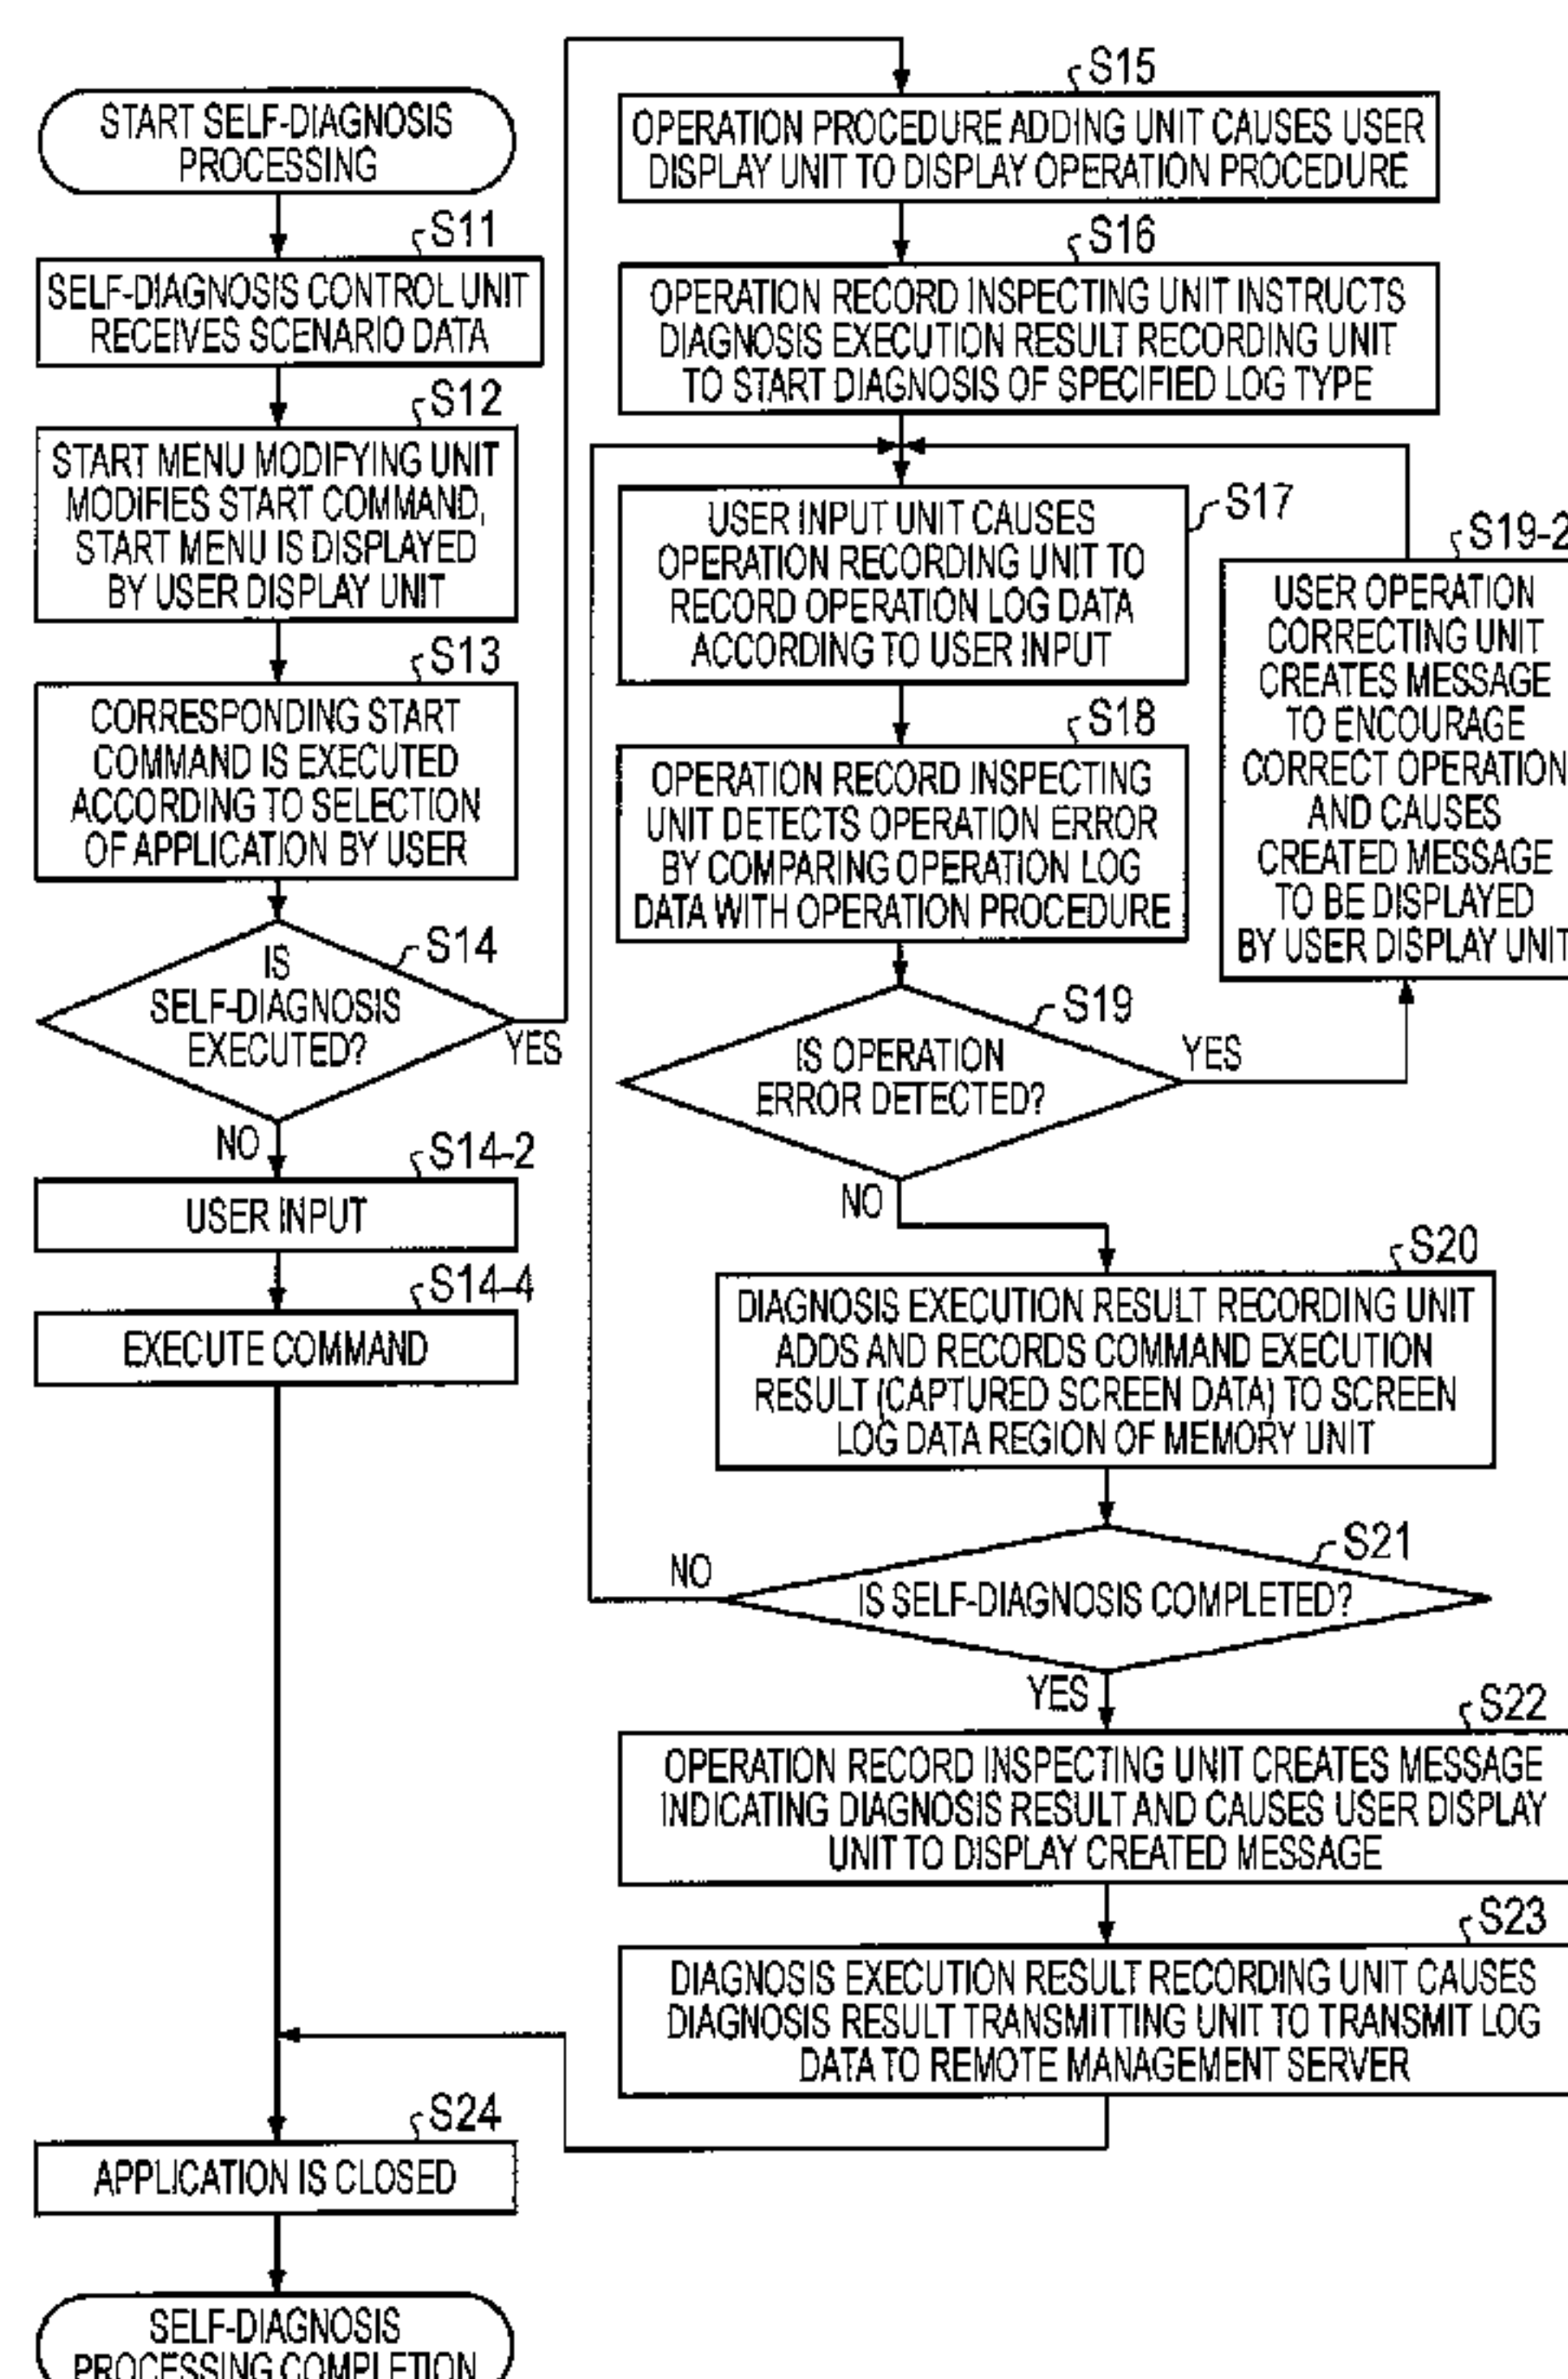 START SELF-DIAGNOSIS
PROCESSING
S11
SELF-DIAGNOSIS CONTROL UNIT
RECEIVES SCENARIO DATA
S12
START MENU MODIFYING UNIT
MODIFIES START COMMAND,
START MENU IS DISPLAYED
BY USER DISPLAY UNIT
S13
CORRESPONDING START
COMMAND IS EXECUTED
ACCORDING TO SELECTION
OF APPLICATION BY USER
S14
IS
SELF-DIAGNOSIS
EXECUTED?
YES
NO
S14-2
USER INPUT
S14-4
EXECUTE COMMAND
S15
OPERATION PROCEDURE ADDING UNIT CAUSES USER
DISPLAY UNIT TO DISPLAY OPERATION PROCEDURE
S16
OPERATION RECORD INSPECTING UNIT INSTRUCTS
DIAGNOSIS EXECUTION RESULT RECORDING UNIT
TO START DIAGNOSIS OF SPECIFIED LOG TYPE
S17
USER INPUT UNIT CAUSES
OPERATION RECORDING UNIT TO
RECORD OPERATION LOG DATA
ACCORDING TO USER INPUT
S18
OPERATION RECORD INSPECTING
UNIT DETECTS OPERATION ERROR
BY COMPARING OPERATION LOG
DATA WITH OPERATION PROCEDURE
S19
IS OPERATION
ERROR DETECTED?
YES
NO
S19-2
USER OPERATION
CORRECTING UNIT
CREATES MESSAGE
TO ENCOURAGE
CORRECT OPERATION
AND CAUSES
CREATED MESSAGE
TO BE DISPLAYED
BY USER DISPLAY UNIT
S20
DIAGNOSIS EXECUTION RESULT RECORDING UNIT
ADDS AND RECORDS COMMAND EXECUTION
RESULT (CAPTURED SCREEN DATA) TO SCREEN
LOG DATA REGION OF MEMORY UNIT
S21
IS SELF-DIAGNOSIS COMPLETED?
NO
YES
S22
OPERATION RECORD INSPECTING UNIT CREATES MESSAGE
INDICATING DIAGNOSIS RESULT AND CAUSES USER DISPLAY
UNIT TO DISPLAY CREATED MESSAGE
S23
DIAGNOSIS EXECUTION RESULT RECORDING UNIT CAUSES
DIAGNOSIS RESULT TRANSMITTING UNIT TO TRANSMIT LOG
DATA TO REMOTE MANAGEMENT SERVER
S24
APPLICATION IS CLOSED
SELF-DIAGNOSIS
PROCESSING COMPLETION